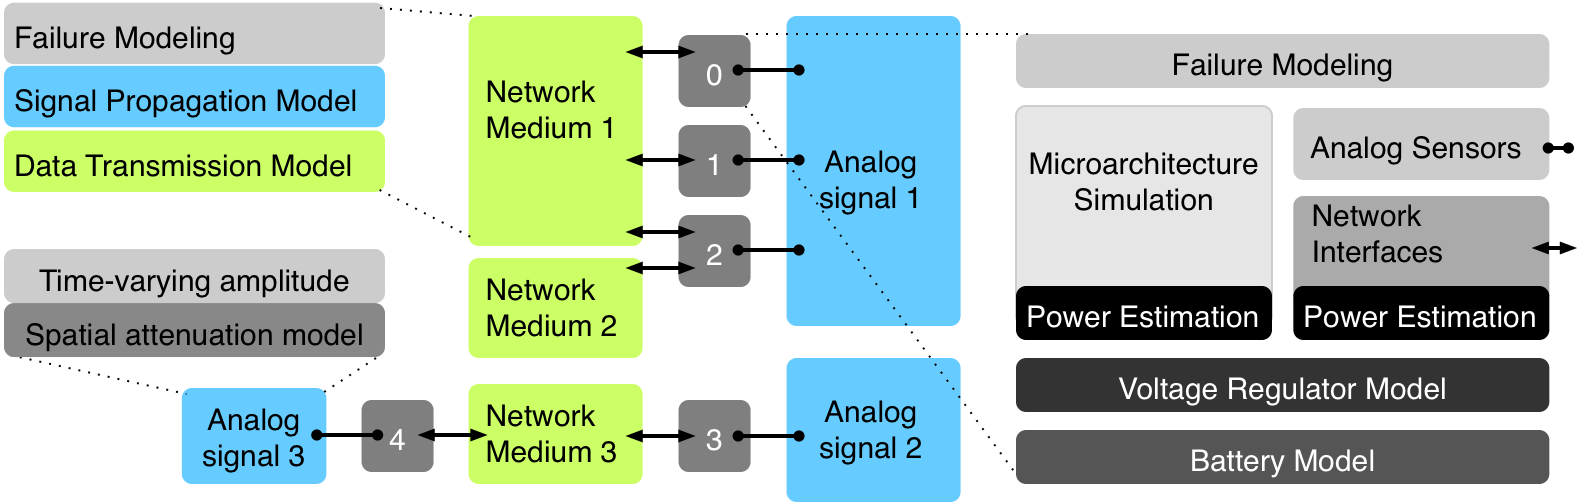 Failure Modeling
Signal Propagation Model
Data Transmission Model
Time-varying amplitude
Spatial attenuation model
Analog
signal 3
4
Network
Medium 1
Network
Medium 2
Network
Medium 3
0
1
2
3
Analog
signal 1
Analog
signal 2
Failure Modeling
Microarchitecture
Simulation
Power Estimation
Analog Sensors
Network
Interfaces
Power Estimation
Voltage Regulator Model
Battery Model